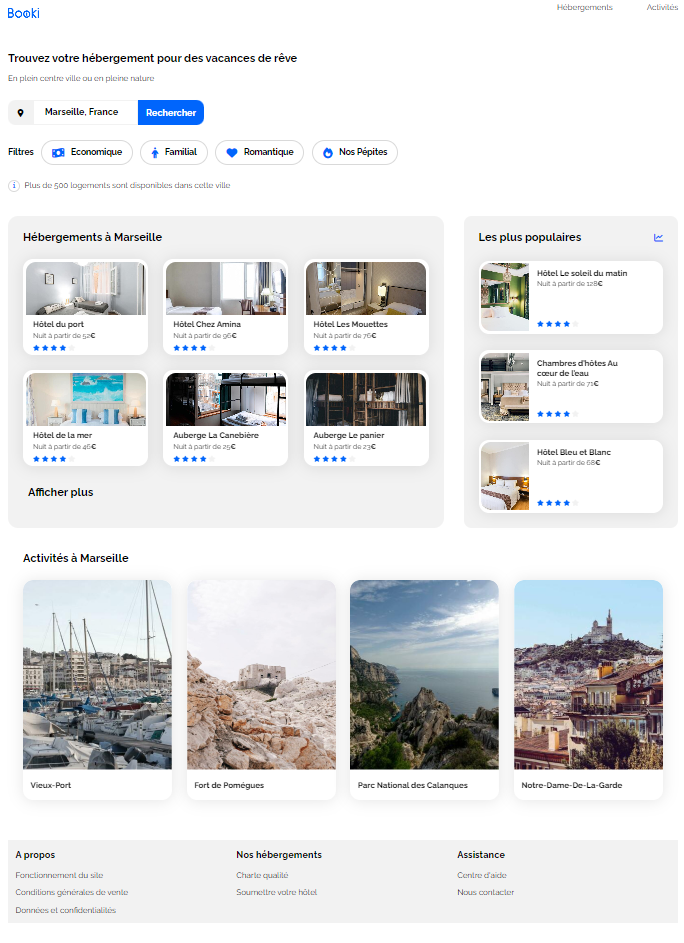 Booki
Hébergements
Activités
Trouvez votre hébergement pour des vacances de rêve
En plein centre ville ou en pleine nature
Marseille, France
Rechercher
Filtres
Economique
Familial
Romantique
Nos Pépites
Plus de 500 logements sont disponibles dans cette ville
Hébergements à Marseille
Hôtel du port
Nuit à partir de 52€
Hôtel Chez Amina
Nuit à partir de 96€
Hôtel Les Mouettes
Nuit à partir de 76€
Hôtel de la mer
Nuit à partir de 46€
Auberge La Canebière
Nuit à partir de 25€
Auberge Le panier
Nuit à partir de 23€
Afficher plus
Les plus populaires
Hôtel Le soleil du matin
Nuit à partir de 128€
Chambres d'hôtes Au
cœur de l'eau
Nuit à partir de 71€
Hôtel Bleu et Blanc
Nuit à partir de 68€
Activités à Marseille
Vieux-Port
Fort de Pomégues
Parc National des Calanques
Notre-Dame-De-La-Garde
A propos
Fonctionnement du site
Conditions générales de vente
Données et confidentialités
Nos hébergements
Charte qualité
Soumettre votre hôtel
Assistance
Centre d'aide
Nous contacter